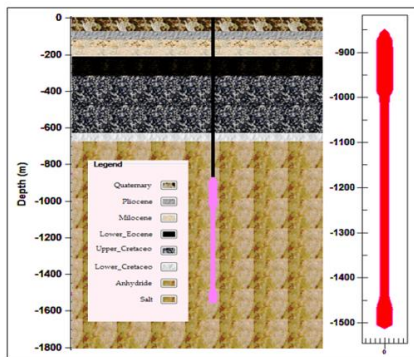 0
-200
-400
-600
-800
-1000
-1200
-1400
-1600
-1800
Depth (m)
Legend
Quaternary
Pliocene
Milocene
Lower_Eocene
Upper_Cretaceo
Lower_Cretaceo
Anhydride
Salt
-900
-1000
-1100
-1200
-1300
-1400
-1500
0